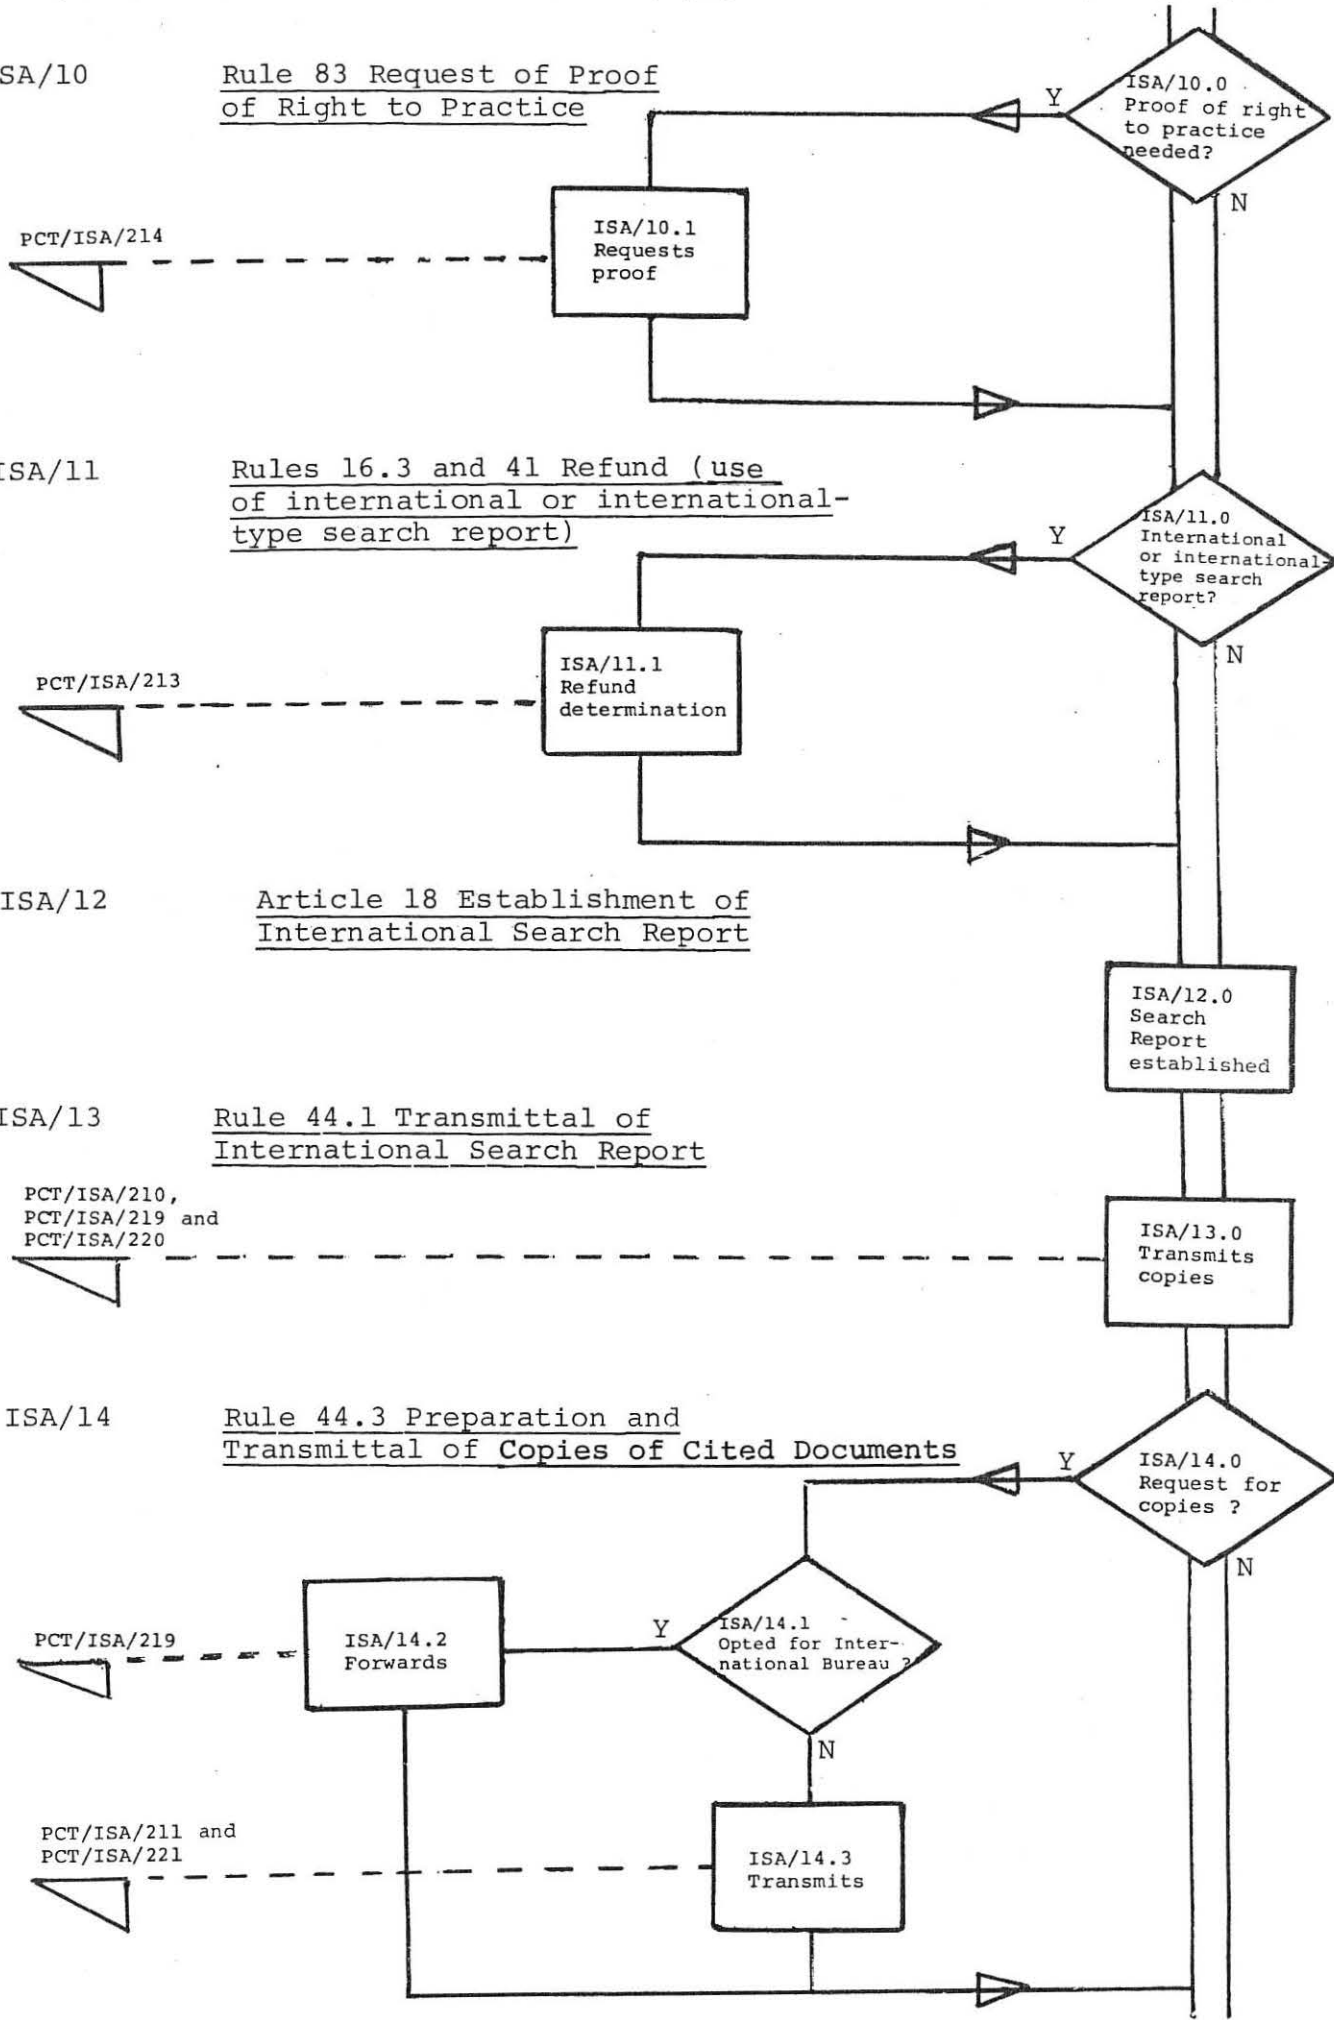 SA/10
Rule 83 Request of Proof
of Right to Practice
Y
ISA/10.0
Proof of right
to practice
needed?
N
ISA/10.1
Requests
proof
PCT/ISA/214
ISA/11
Rules 16.3 and 41 Refund (use
of international or international-
type search report)
Y
ISA/11.0
International
or international-
type search
report?
N
ISA/11.1
Refund
determination
PCT/ISA/213
ISA/12
Article 18 Establishment of
International Search Report
ISA/12.0
Search
Report
established
ISA/13
Rule 44.1 Transmittal of
International Search Report
PCT/ISA/210,
PCT/ISA/219 and
PCT/ISA/220
ISA/13.0
Transmits
copies
ISA/14
Rule 44.3 Preparation and
Transmittal of Copies of Cited Documents
Y
ISA/14.0
Request for
copies ?
N
ISA/14.1
Opted for Inter-
national Bureau ?
Y
N
ISA/14.2
Forwards
PCT/ISA/219
PCT/ISA/211 and
PCT/ISA/221
ISA/14.3
Transmits